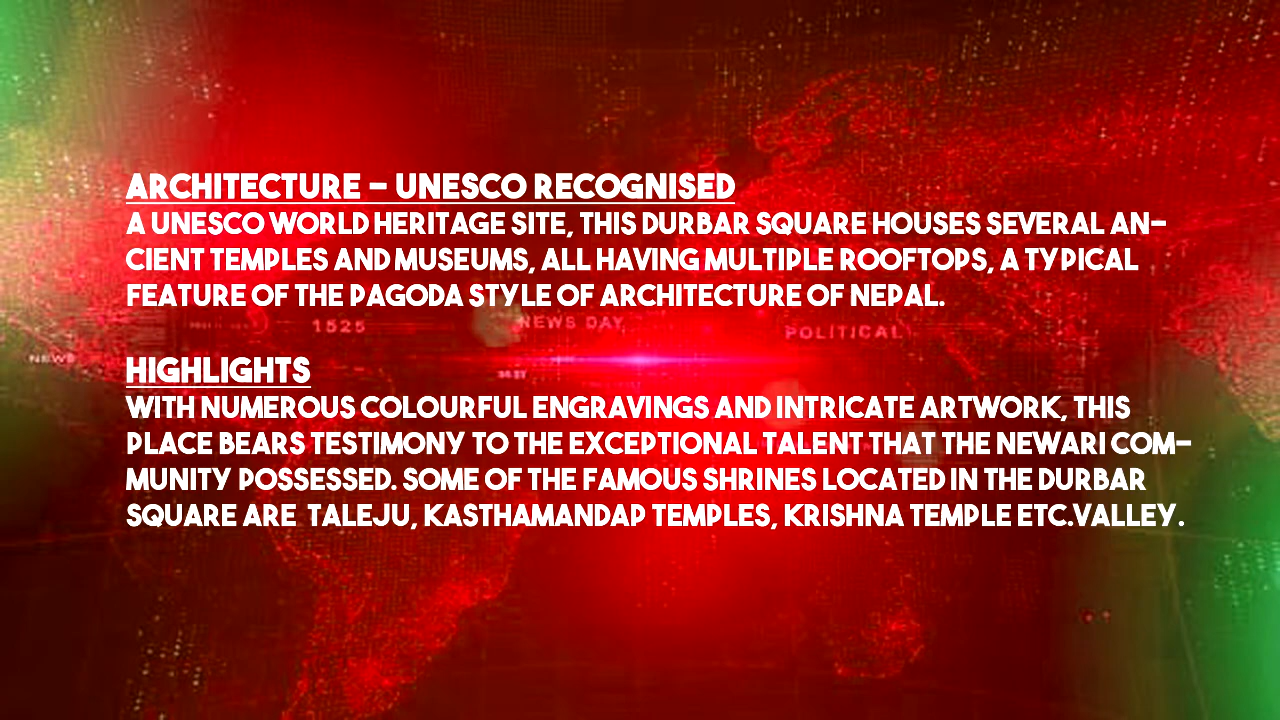 ARCHITECTURE – UNESCO RECOGNISED
A UNESCO WORLD HERITAGE SITE, THIS DURBAR SQUARE HOUSES SEVERAL AN-
CIENT TEMPLES AND MUSEUMS, ALL HAVING MULTIPLE ROOFTOPS, A TYPICAL
FEATURE OF THE PAGODA STYLE OF ARCHITECTURE OF NEPAL.
1525
NEWS DAY
POLITICAL
NEWS
HIGHLIGHTS
WITH NUMEROUS COLOURFUL ENGRAVINGS AND INTRICATE ARTWORK, THIS
PLACE BEARS TESTIMONY TO THE EXCEPTIONAL TALENT THAT THE NEWARI COM-
MUNITY POSSESSED. SOME OF THE FAMOUS SHRINES LOCATED IN THE DURBAR
SQUARE ARE  TALEJU, KASTHAMANDAP TEMPLES, KRISHNA TEMPLE ETC.VALLEY.